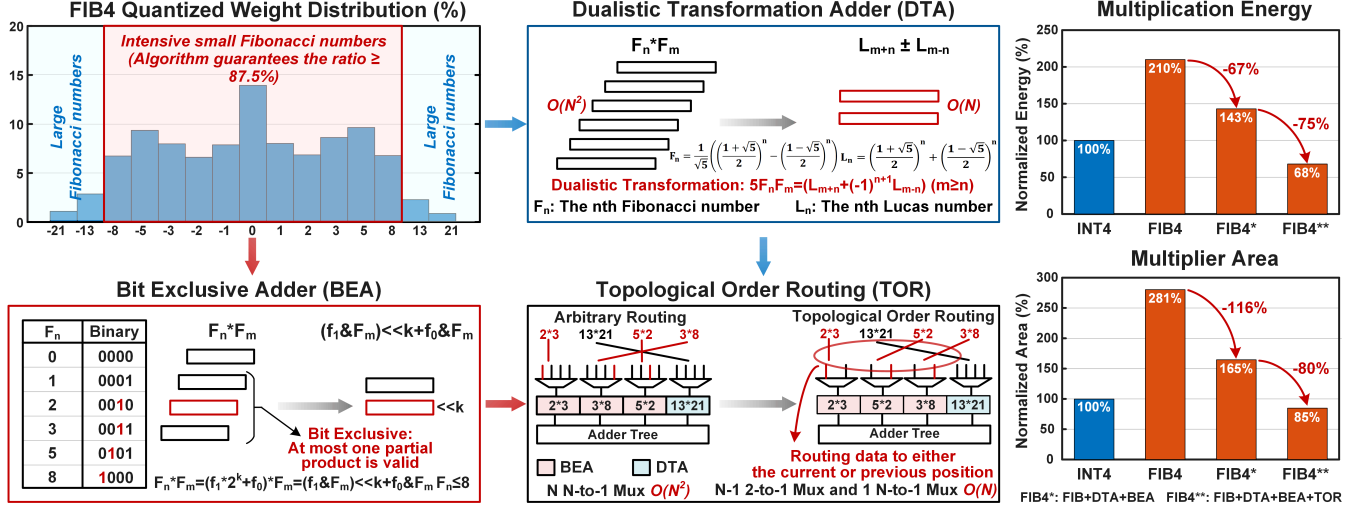 FIB4 Quantized Weight Distribution (%)
20
15
10
5
0
Large
Fibonacci numbers
Intensive small Fibonacci numbers
(Algorithm guarantees the ratio ≥
87.5%)
Large
Fibonacci numbers
-21 -13 -8 -5 -3 -2 -1 0 1 2 3 5 8 13 21
Dualistic Transformation Adder (DTA)
Fn*Fm
Lm+n ± Lm-n
O(N²)
O(N)
Fn = 1/√5 (((1 + √5)/2)^n − ((1 − √5)/2)^n) Ln = ((1 + √5)/2)^n + ((1 − √5)/2)^n
Dualistic Transformation: 5FnFm=(Lm+n+(-1)^n+1Lm-n) (m≥n)
Fn: The nth Fibonacci number
Ln: The nth Lucas number
Multiplication Energy
Normalized Energy (%)
250
200
150
100
50
0
100%
210%
143%
68%
-67%
-75%
INT4 FIB4 FIB4* FIB4**
Bit Exclusive Adder (BEA)
Fn Binary
0 0000
1 0001
2 0010
3 0011
5 0101
8 1000
Fn*Fm
(f1&Fm)<<k+f0&Fm
<<k
Bit Exclusive:
At most one partial
product is valid
Fn*Fm=(f1*2^k+f0)*Fm=(f1&Fm)<<k+f0&Fm Fn≤8
Topological Order Routing (TOR)
Arbitrary Routing
2*3 13*21 5*2 3*8
2*3 3*8 5*2 13*21
Adder Tree
Topological Order Routing
2*3 13*21 5*2 3*8
2*3 5*2 3*8 13*21
Adder Tree
BEA DTA
Routing data to either
the current or previous position
N N-to-1 Mux O(N²)
N-1 2-to-1 Mux and 1 N-to-1 Mux O(N)
Multiplier Area
Normalized Area (%)
300
250
200
150
100
50
0
100%
281%
165%
85%
-116%
-80%
INT4 FIB4 FIB4* FIB4**
FIB4*: FIB+DTA+BEA FIB4**: FIB+DTA+BEA+TOR